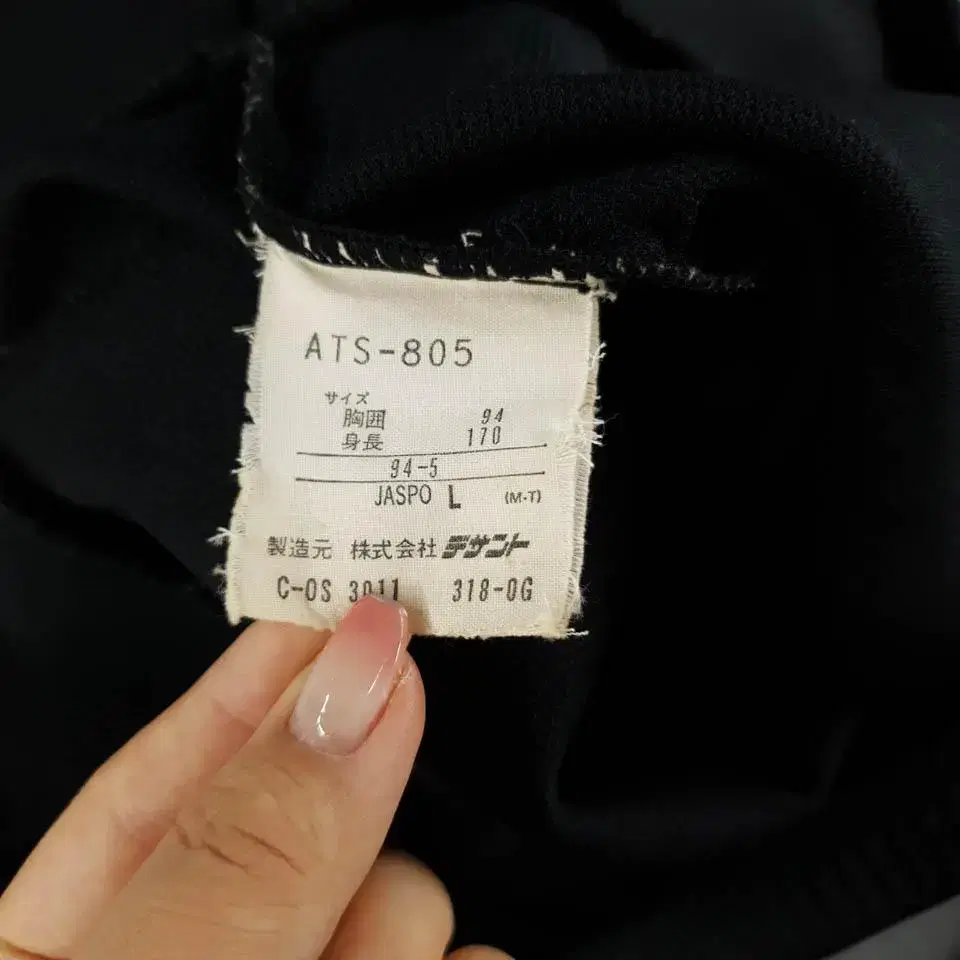 ATS-805
サイズ
胸囲 94
身長 170
94-5
JASPO L (M・T)
製造元 株式会社デサント
C-OS 3011 318-0G